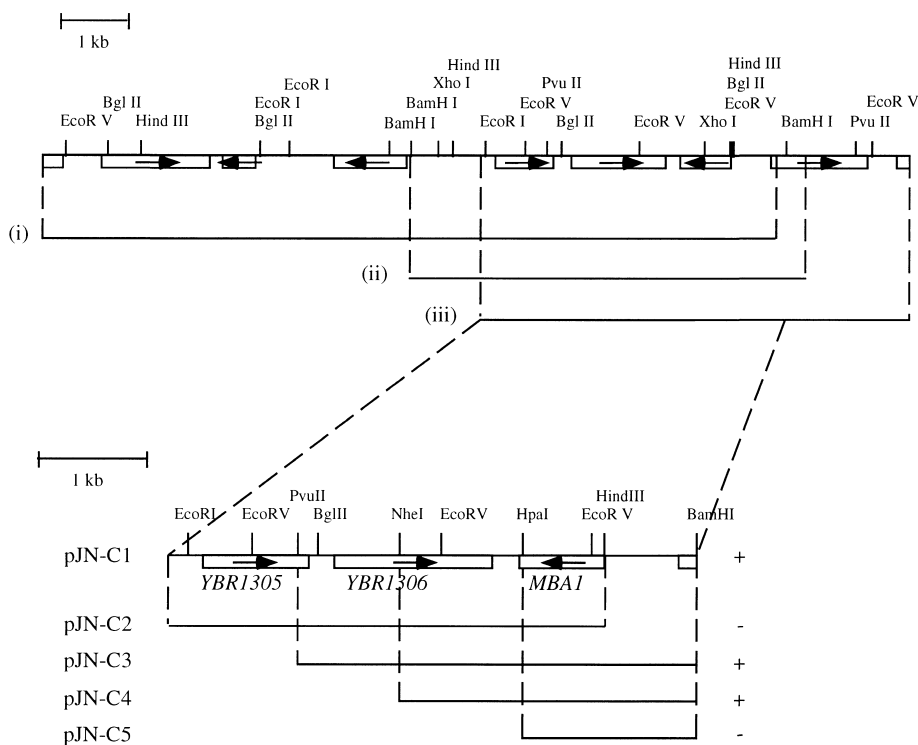 1 kb
Hind III
Hind III
Bgl II
EcoR I
Xho I
Pvu II
EcoR V
Bgl II
EcoR I
BamH I
EcoR V
EcoR V
EcoR V
Hind III
Bgl II
BamH I
EcoR I
Bgl II
EcoR V
Xho I
BamH I
Pvu II
(i)
(ii)
(iii)
1 kb
PvuII
HindIII
EcoRI
EcoRV
BglII
NheI
EcoRV
HpaI
EcoR V
BamHI
pJN-C1
+
YBR1305
YBR1306
MBA1
pJN-C2
-
pJN-C3
+
pJN-C4
+
pJN-C5
-